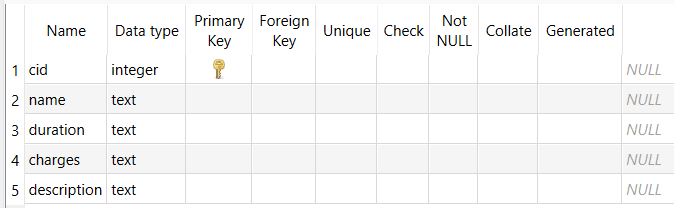 Name Data type Primary Key Foreign Key Unique Check Not NULL Collate Generated
1 cid integer NULL
2 name text NULL
3 duration text NULL
4 charges text NULL
5 description text NULL